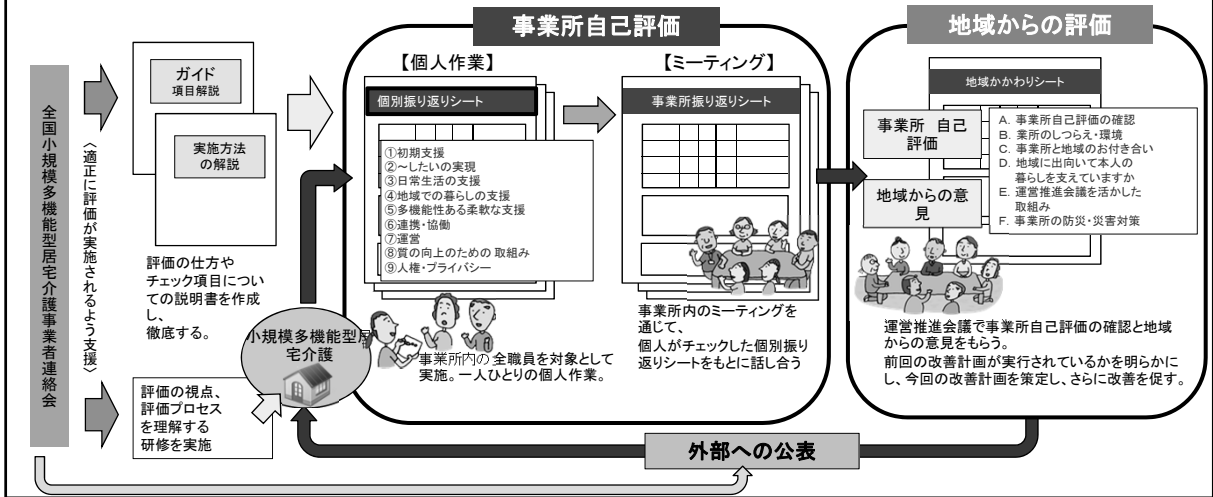 全国小規模多機能型居宅介護事業者連絡会
〈適正に評価が実施されるよう支援〉
ガイド
項目解説
実施方法
の解説
評価の仕方や
チェック項目につい
ての説明書を作成
し、
徹底する。
評価の視点、
評価プロセス
を理解する
研修を実施
小規模多機能型居
宅介護
事業所自己評価
【個人作業】
個別振り返りシート
①初期支援
②～したいの実現
③日常生活の支援
④地域での暮らしの支援
⑤多機能性ある柔軟な支援
⑥連携・協働
⑦運営
⑧質の向上のための 取組み
⑨人権・プライバシー
事業所内の 全職員を対象として
実施。一人ひとりの個人作業。
【ミーティング】
事業所振り返りシート
事業所内のミーティングを
通じて、
個人がチェックした個別振り
返りシートをもとに話し合う
地域からの評価
地域かかわりシート
事業所 自己
評価
地域からの意
見
A. 事業所自己評価の確認
B. 業所のしつらえ・環境
C. 事業所と地域のお付き合い
D. 地域に出向いて本人の
暮らしを支えていますか
E. 運営推進会議を活かした
取組み
F. 事業所の防災・災害対策
運営推進会議で事業所自己評価の確認と地域
からの意見をもらう。
前回の改善計画が実行されているかを明らかに
し、今回の改善計画を策定し、さらに改善を促す。
外部への公表